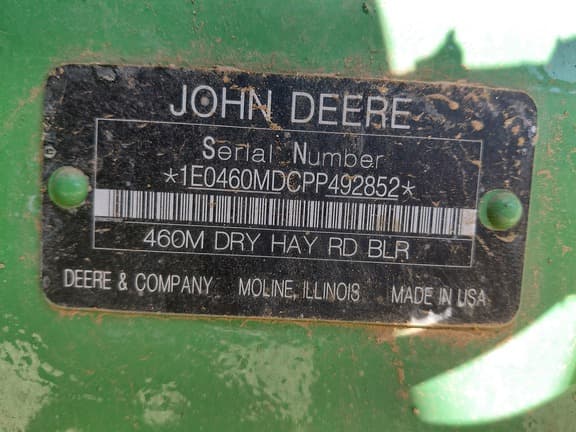 JOHN DEERE
Serial Number
*1E0460MDCPP492852*
460M DRY HAY RD BLR
DEERE & COMPANY MOLINE, ILLINOIS MADE IN USA